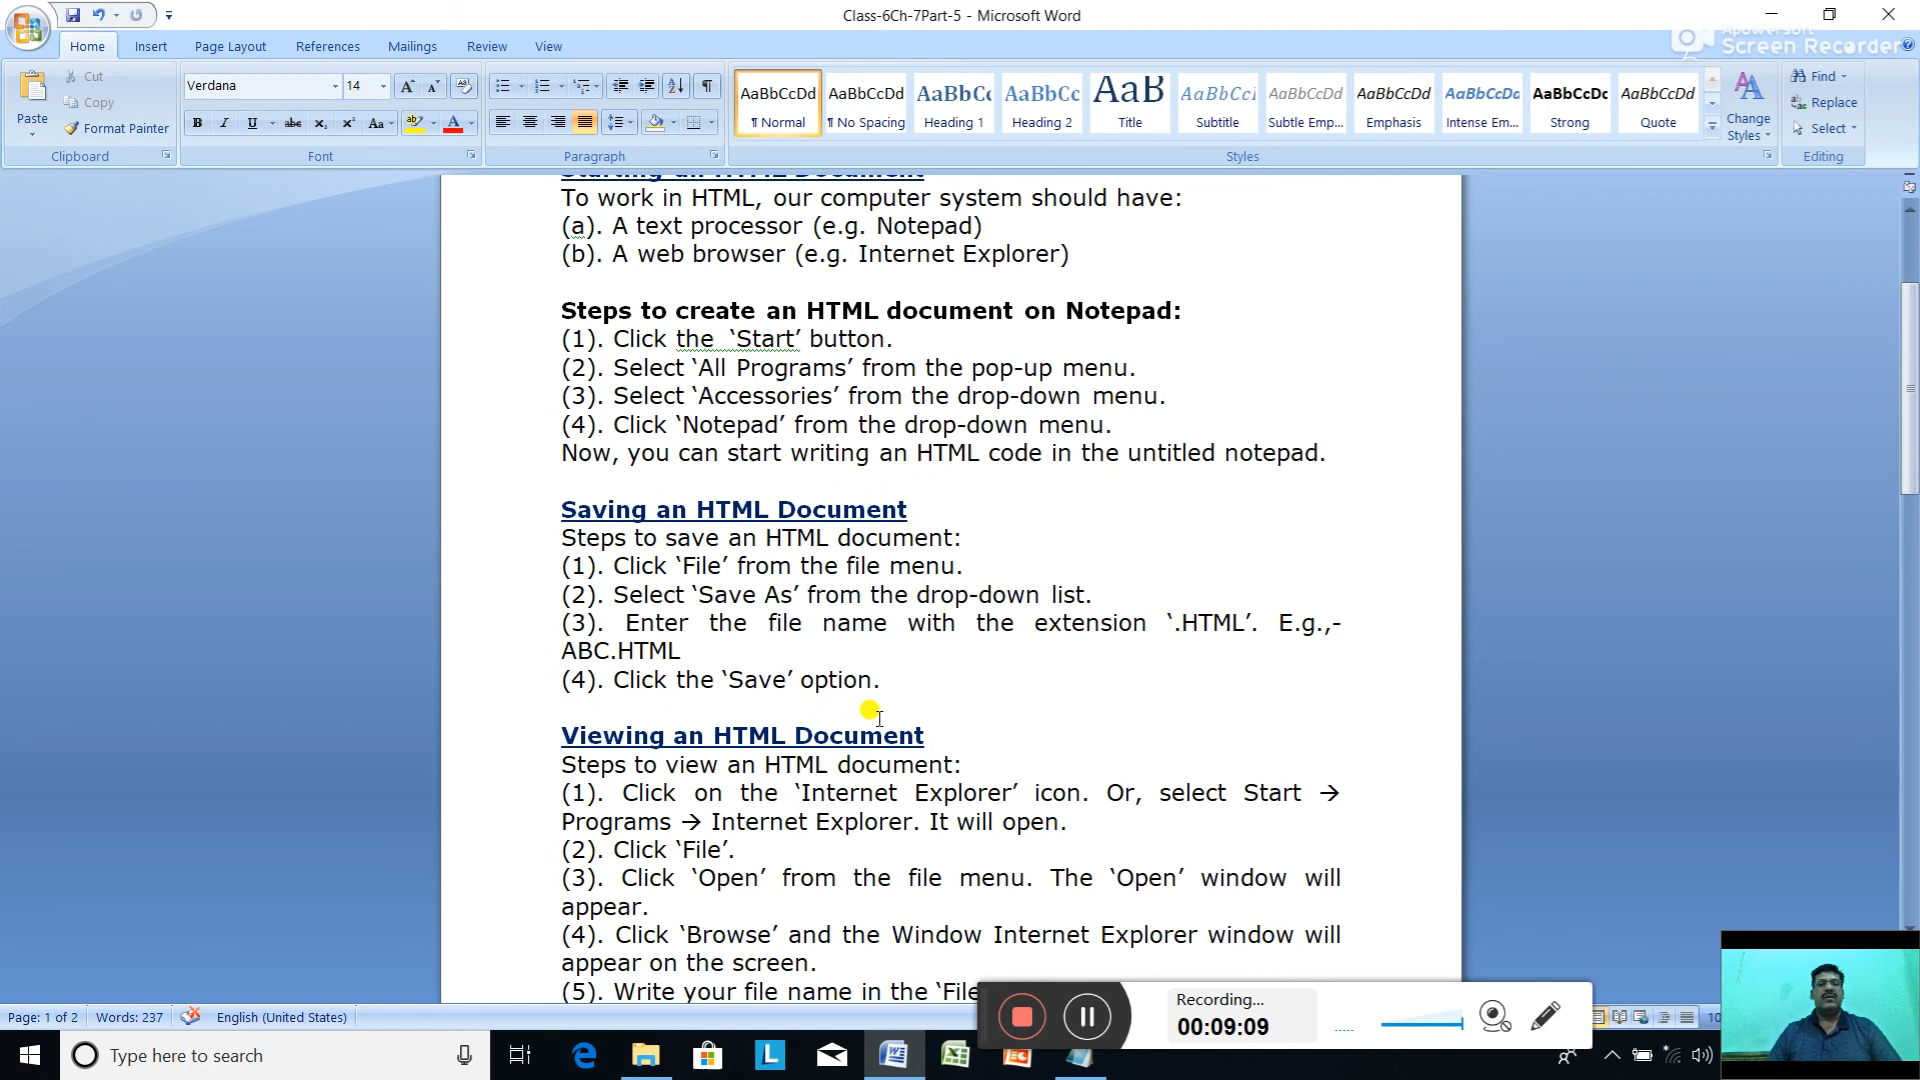 Class-6Ch-7Part-5 - Microsoft Word
Apowersoft
Screen Recorder
Home Insert Page Layout References Mailings Review View
Paste
Cut
Copy
Format Painter
Clipboard
Verdana 14
Font
Paragraph
AaBbCcDd AaBbCcDd AaBbCc AaBbCc AaB AaBbCcI AaBbCcDd AaBbCcDd AaBbCcDd AaBbCcDc AaBbCcDd
¶ Normal ¶ No Spacing Heading 1 Heading 2 Title Subtitle Subtle Emp... Emphasis Intense Em... Strong Quote
Change
Styles
Styles
Find
Replace
Select
Editing
Starting an HTML Document
To work in HTML, our computer system should have:
(a). A text processor (e.g. Notepad)
(b). A web browser (e.g. Internet Explorer)
Steps to create an HTML document on Notepad:
(1). Click the ‘Start’ button.
(2). Select ‘All Programs’ from the pop-up menu.
(3). Select ‘Accessories’ from the drop-down menu.
(4). Click ‘Notepad’ from the drop-down menu.
Now, you can start writing an HTML code in the untitled notepad.
Saving an HTML Document
Steps to save an HTML document:
(1). Click ‘File’ from the file menu.
(2). Select ‘Save As’ from the drop-down list.
(3). Enter the file name with the extension ‘.HTML’. E.g.,-
ABC.HTML
(4). Click the ‘Save’ option.
Viewing an HTML Document
Steps to view an HTML document:
(1). Click on the ‘Internet Explorer’ icon. Or, select Start →
Programs → Internet Explorer. It will open.
(2). Click ‘File’.
(3). Click ‘Open’ from the file menu. The ‘Open’ window will
appear.
(4). Click ‘Browse’ and the Window Internet Explorer window will
appear on the screen.
(5). Write your file name in the ‘File
Recording...
00:09:09
Page: 1 of 2 Words: 237 English (United States)
Type here to search